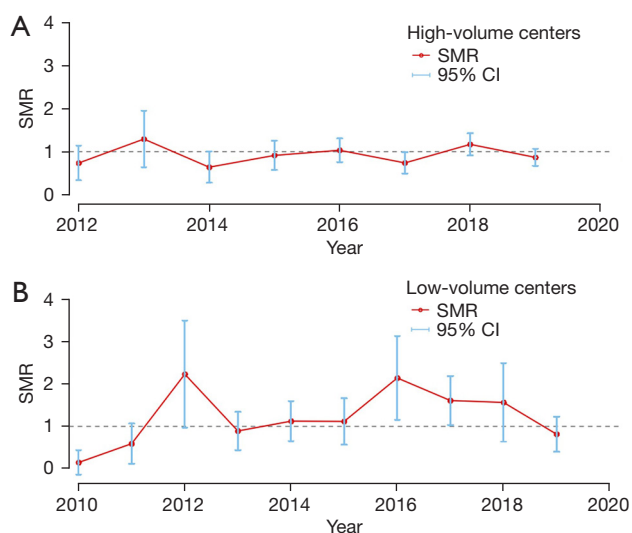 A
High-volume centers
SMR
95% CI
4
3
2
1
0
SMR
2012 2014 2016 2018 2020
Year
B
Low-volume centers
SMR
95% CI
4
3
2
1
0
SMR
2010 2012 2014 2016 2018 2020
Year